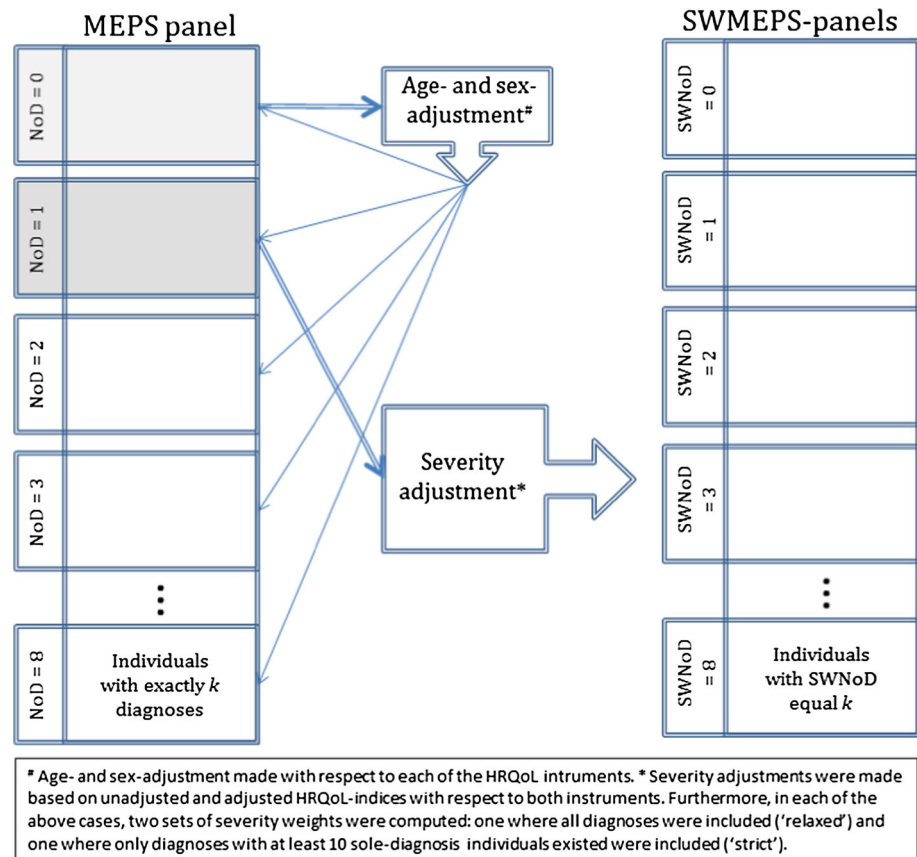 MEPS panel
SWMEPS-panels
NoD = 0
NoD = 1
NoD = 2
NoD = 3
⋮
NoD = 8
Individuals
with exactly k
diagnoses
Age- and sex-
adjustment#
Severity
adjustment*
SWNoD
= 0
SWNoD
= 1
SWNoD
= 2
SWNoD
= 3
⋮
SWNoD
= 8
Individuals
with SWNoD
equal k
# Age- and sex-adjustment made with respect to each of the HRQoL intruments. * Severity adjustments were made
based on unadjusted and adjusted HRQoL-indices with respect to both instruments. Furthermore, in each of the
above cases, two sets of severity weights were computed: one where all diagnoses were included ('relaxed') and
one where only diagnoses with at least 10 sole-diagnosis individuals existed were included ('strict').